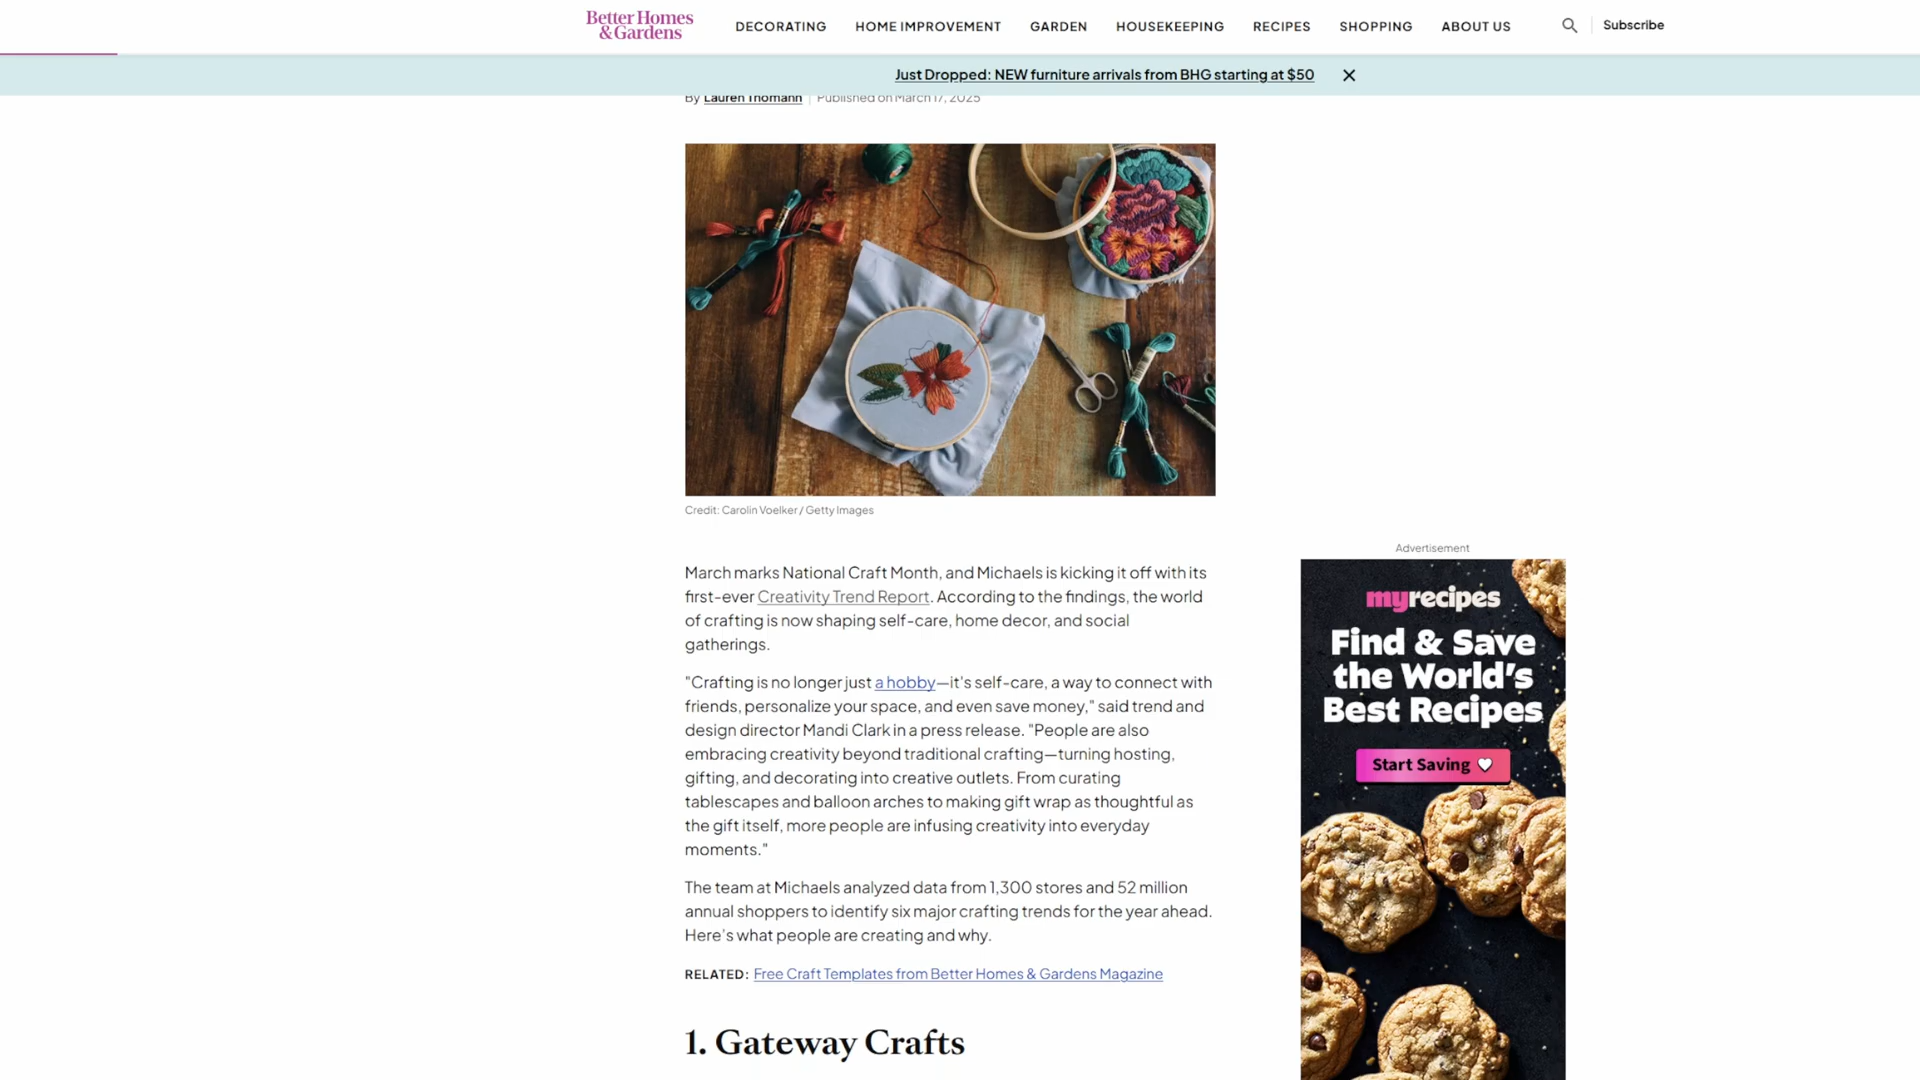 Better Homes
& Gardens
DECORATING
HOME IMPROVEMENT
GARDEN
HOUSEKEEPING
RECIPES
SHOPPING
ABOUT US
Subscribe
Just Dropped: NEW furniture arrivals from BHG starting at $50
By Lauren Thomann | Published on March 17, 2025
Credit: Carolin Voelker / Getty Images
March marks National Craft Month, and Michaels is kicking it off with its
first-ever Creativity Trend Report. According to the findings, the world
of crafting is now shaping self-care, home decor, and social
gatherings.
"Crafting is no longer just a hobby—it's self-care, a way to connect with
friends, personalize your space, and even save money," said trend and
design director Mandi Clark in a press release. "People are also
embracing creativity beyond traditional crafting—turning hosting,
gifting, and decorating into creative outlets. From curating
tablescapes and balloon arches to making gift wrap as thoughtful as
the gift itself, more people are infusing creativity into everyday
moments."
The team at Michaels analyzed data from 1,300 stores and 52 million
annual shoppers to identify six major crafting trends for the year ahead.
Here's what people are creating and why.
RELATED: Free Craft Templates from Better Homes & Gardens Magazine
1. Gateway Crafts
Advertisement
myrecipes
Find & Save
the World's
Best Recipes
Start Saving